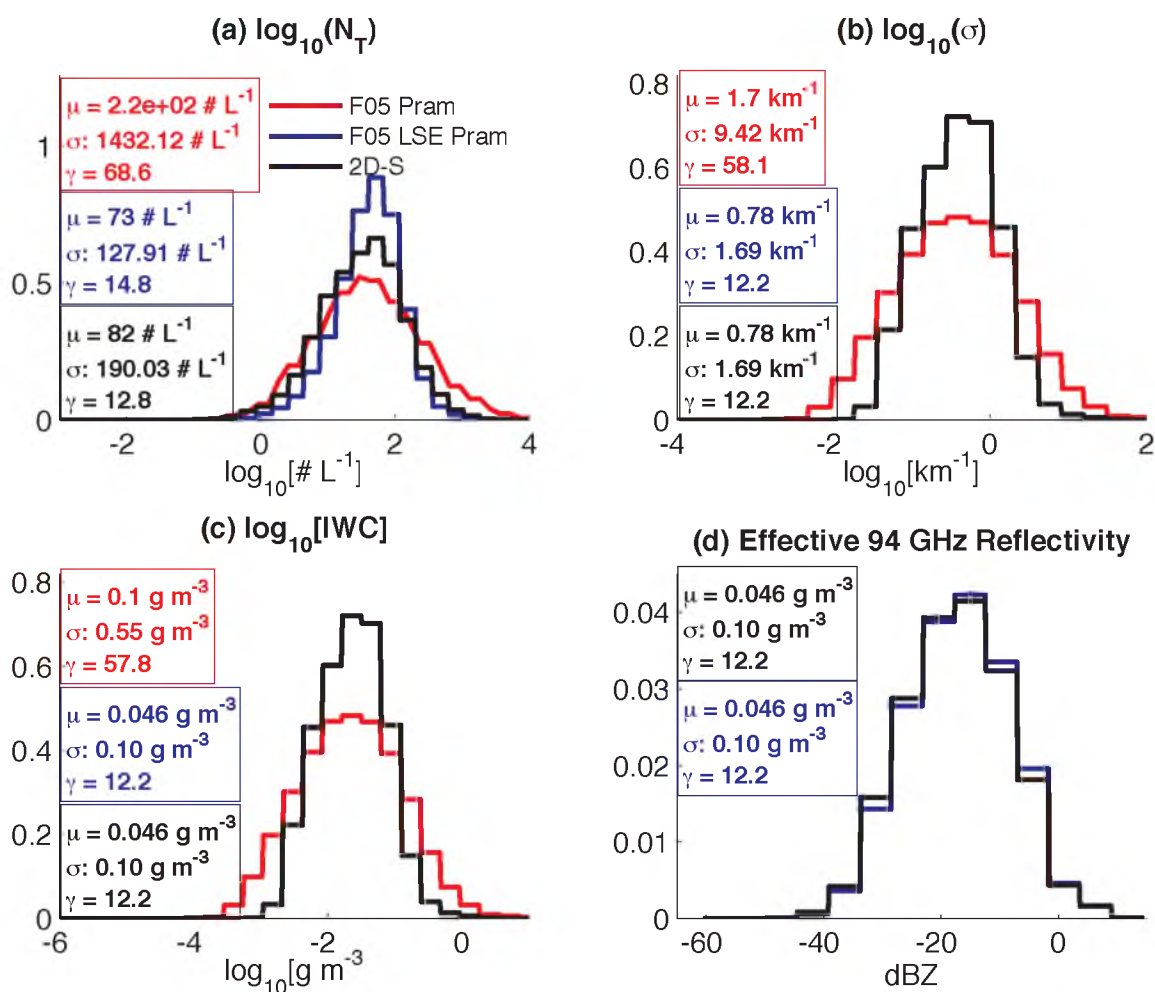 (a) log10(NT)
μ = 2.2e+02 # L-1
σ: 1432.12 # L-1
γ = 68.6
μ = 73 # L-1
σ: 127.91 # L-1
γ = 14.8
μ = 82 # L-1
σ: 190.03 # L-1
γ = 12.8
F05 Pram
F05 LSE Pram
2D-S
1
0.5
0
-2 0 2 4
log10[# L-1]
(b) log10(σ)
μ = 1.7 km-1
σ: 9.42 km-1
γ = 58.1
μ = 0.78 km-1
σ: 1.69 km-1
γ = 12.2
μ = 0.78 km-1
σ: 1.69 km-1
γ = 12.2
0.8
0.6
0.4
0.2
0
-4 -2 0 2
log10[km-1]
(c) log10[IWC]
μ = 0.1 g m-3
σ: 0.55 g m-3
γ = 57.8
μ = 0.046 g m-3
σ: 0.10 g m-3
γ = 12.2
μ = 0.046 g m-3
σ: 0.10 g m-3
γ = 12.2
0.8
0.6
0.4
0.2
0
-6 -4 -2 0
log10[g m-3
(d) Effective 94 GHz Reflectivity
μ = 0.046 g m-3
σ: 0.10 g m-3
γ = 12.2
μ = 0.046 g m-3
σ: 0.10 g m-3
γ = 12.2
0.04
0.03
0.02
0.01
0
-60 -40 -20 0
dBZ